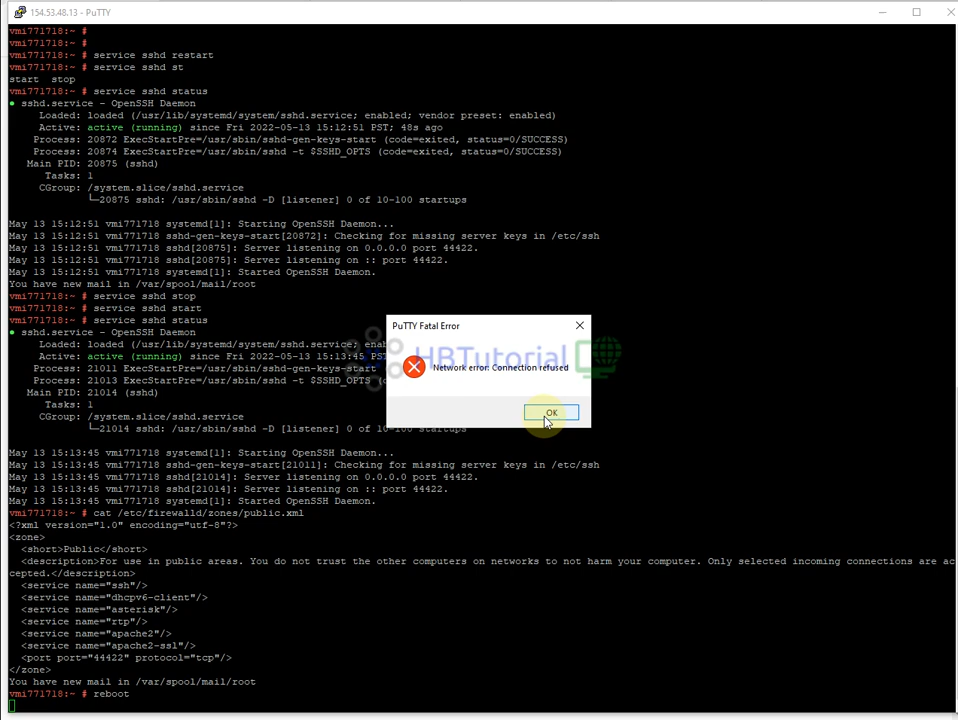 154.53.48.13 - PuTTY
vmi771718:~ #
vmi771718:~ #
vmi771718:~ # service sshd restart
vmi771718:~ # service sshd st
start  stop
vmi771718:~ # service sshd status
● sshd.service - OpenSSH Daemon
     Loaded: loaded (/usr/lib/systemd/system/sshd.service; enabled; vendor preset: enabled)
     Active: active (running) since Fri 2022-05-13 15:12:51 PST; 48s ago
    Process: 20872 ExecStartPre=/usr/sbin/sshd-gen-keys-start (code=exited, status=0/SUCCESS)
    Process: 20874 ExecStartPre=/usr/sbin/sshd -t $SSHD_OPTS (code=exited, status=0/SUCCESS)
   Main PID: 20875 (sshd)
      Tasks: 1
     CGroup: /system.slice/sshd.service
             └─20875 sshd: /usr/sbin/sshd -D [listener] 0 of 10-100 startups
May 13 15:12:51 vmi771718 systemd[1]: Starting OpenSSH Daemon...
May 13 15:12:51 vmi771718 sshd-gen-keys-start[20872]: Checking for missing server keys in /etc/ssh
May 13 15:12:51 vmi771718 sshd[20875]: Server listening on 0.0.0.0 port 44422.
May 13 15:12:51 vmi771718 sshd[20875]: Server listening on :: port 44422.
May 13 15:12:51 vmi771718 systemd[1]: Started OpenSSH Daemon.
You have new mail in /var/spool/mail/root
vmi771718:~ # service sshd stop
vmi771718:~ # service sshd start
vmi771718:~ # service sshd status
● sshd.service - OpenSSH Daemon
     Loaded: loaded (/usr/lib/systemd/system/sshd.service; 
     Active: active (running) since Fri 2022-05-13 15:13:45
    Process: 21011 ExecStartPre=/usr/sbin/sshd-gen-keys-start
    Process: 21013 ExecStartPre=/usr/sbin/sshd -t $SSHD_OPTS
   Main PID: 21014 (sshd)
      Tasks: 1
     CGroup: /system.slice/sshd.service
             └─21014 sshd: /usr/sbin/sshd -D [listener] 0 of 10-100 startups
PuTTY Fatal Error
HBTutorial
Network error: Connection refused
OK
May 13 15:13:45 vmi771718 systemd[1]: Starting OpenSSH Daemon...
May 13 15:13:45 vmi771718 sshd-gen-keys-start[21011]: Checking for missing server keys in /etc/ssh
May 13 15:13:45 vmi771718 sshd[21014]: Server listening on 0.0.0.0 port 44422.
May 13 15:13:45 vmi771718 sshd[21014]: Server listening on :: port 44422.
May 13 15:13:45 vmi771718 systemd[1]: Started OpenSSH Daemon.
vmi771718:~ # cat /etc/firewalld/zones/public.xml
<?xml version="1.0" encoding="utf-8"?>
<zone>
  <short>Public</short>
  <description>For use in public areas. You do not trust the other computers on networks to not harm your computer. Only selected incoming connections are ac
cepted.</description>
  <service name="ssh"/>
  <service name="dhcpv6-client"/>
  <service name="asterisk"/>
  <service name="rtp"/>
  <service name="apache2"/>
  <service name="apache2-ssl"/>
  <port port="44422" protocol="tcp"/>
</zone>
You have new mail in /var/spool/mail/root
vmi771718:~ # reboot